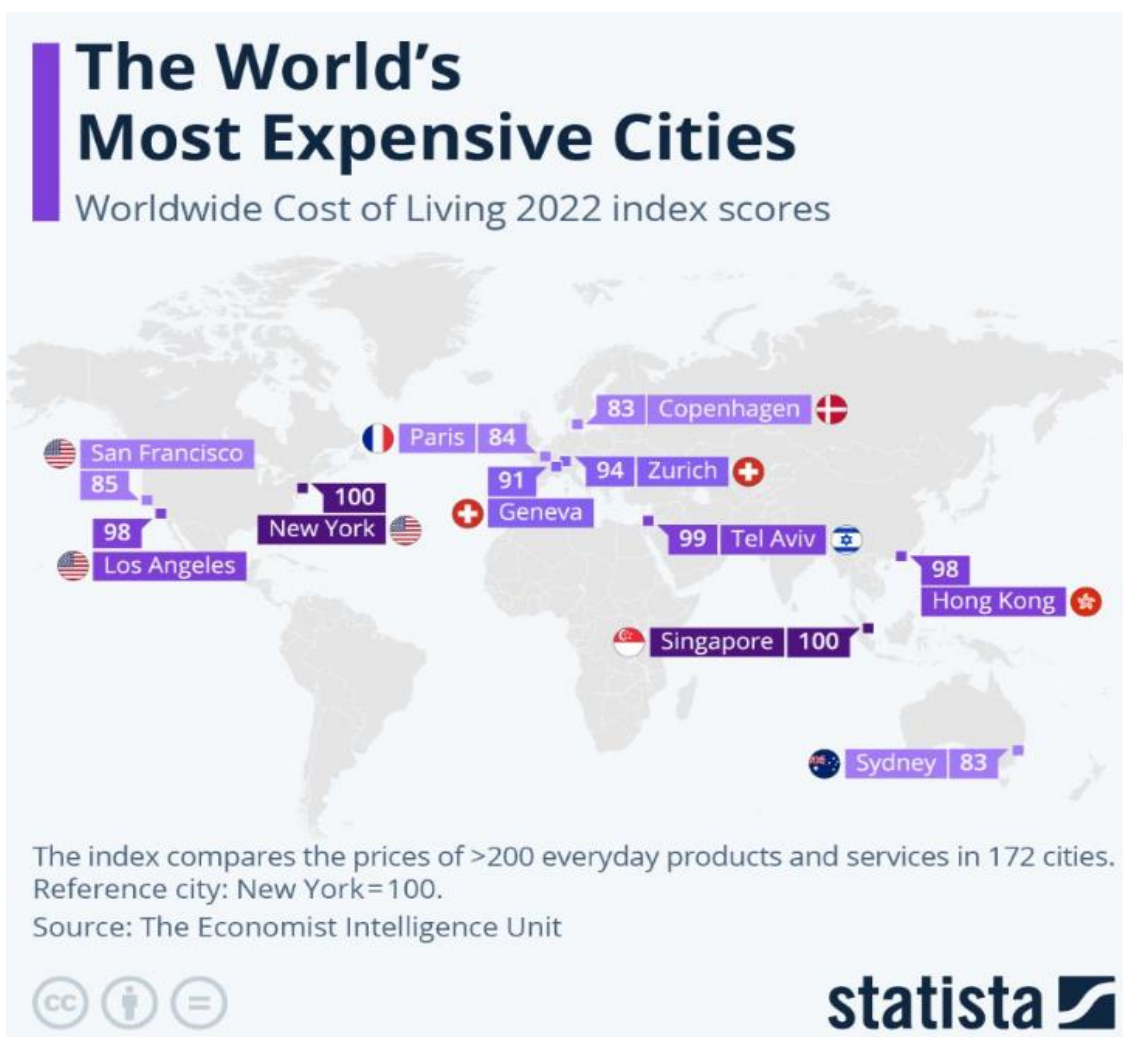 The World's
Most Expensive Cities
Worldwide Cost of Living 2022 index scores
83 Copenhagen
Paris 84
San Francisco
85
94 Zurich
91
Geneva
100
New York
98
Los Angeles
99 Tel Aviv
98
Hong Kong
Singapore 100
Sydney 83
The index compares the prices of >200 everyday products and services in 172 cities.
Reference city: New York=100.
Source: The Economist Intelligence Unit
cc
statista